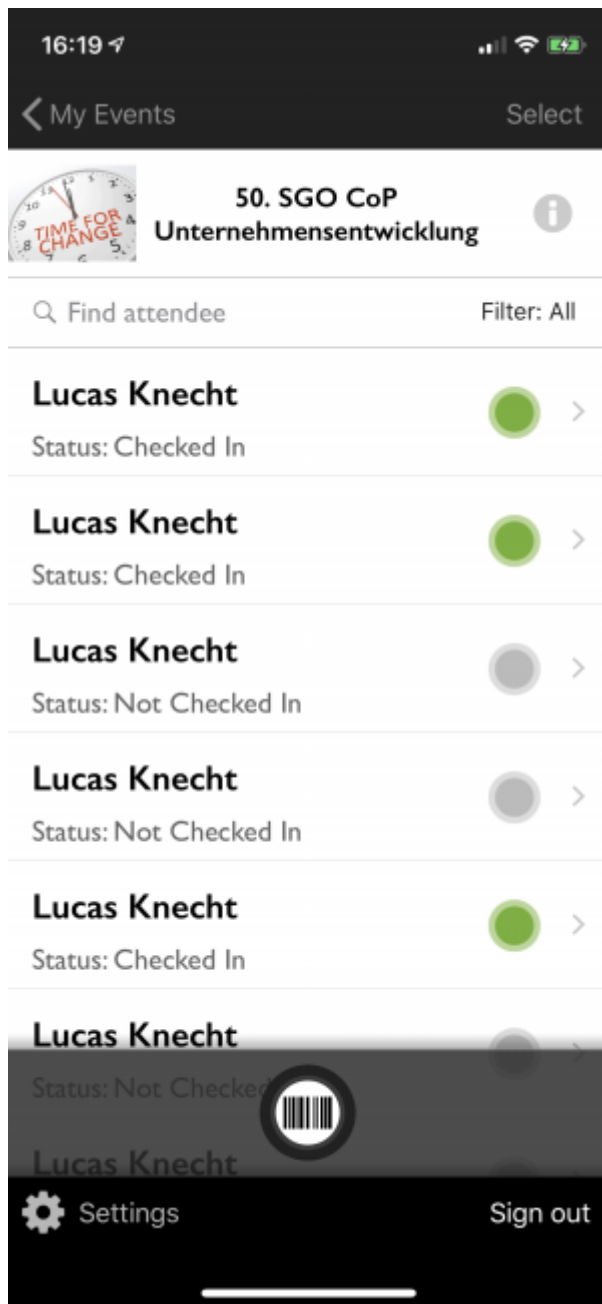 16:19
My Events
Select
TIME FOR
CHANGE
50. SGO CoP
Unternehmensentwicklung
Find attendee
Filter: All
Lucas Knecht
Status: Checked In
Lucas Knecht
Status: Checked In
Lucas Knecht
Status: Not Checked In
Lucas Knecht
Status: Not Checked In
Lucas Knecht
Status: Checked In
Lucas Knecht
Status: Not Checked
Lucas Knecht
Settings
Sign out